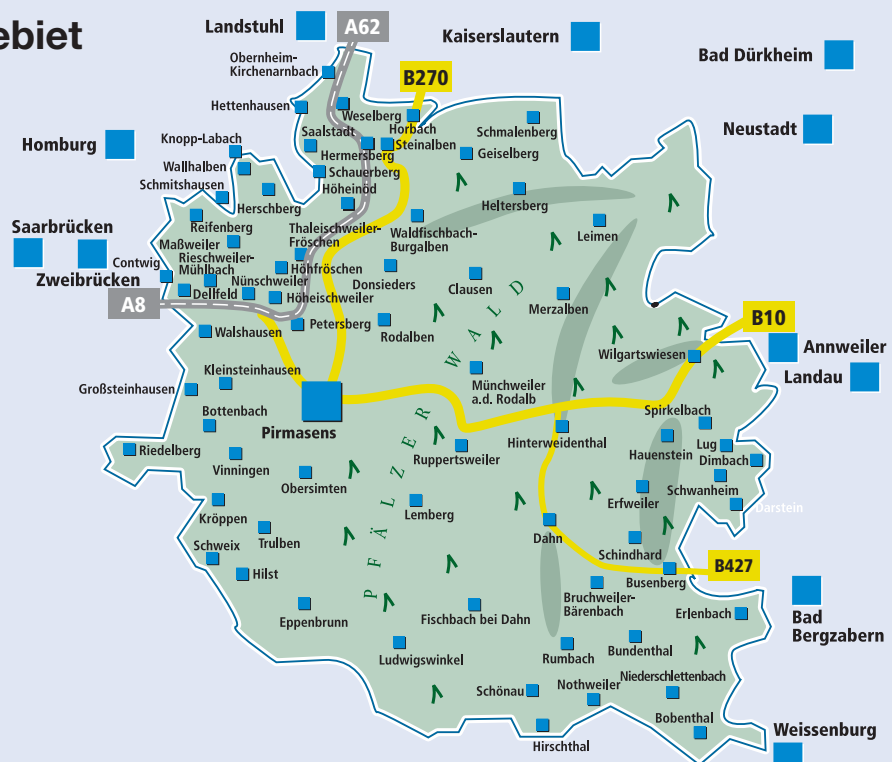 ebiet
Landstuhl
A62
Kaiserslautern
Bad Dürkheim
Obernheim-
Kirchenarnbach
B270
Hettenhausen
Weselberg
Neustadt
Homburg
Knopp-Labach
Saalstadt
Horbach
Steinalben
Schmalenberg
Hermersberg
Geiselberg
Wallhalben
Schauerberg
Schmitshausen
Höheinöd
Herschberg
Heltersberg
Saarbrücken
Reifenberg
Thaleischweiler-
Fröschen
Waldfischbach-
Burgalben
Leimen
Maßweiler
Rieschweiler-
Mühlbach
Contwig
Höhfröschen
Zweibrücken
Nünschweiler
Donsieders
Clausen
Dellfeld
Höheischweiler
Merzalben
A8
B10
Walshausen
Petersberg
Rodalben
Annweiler
Wilgartswiesen
Landau
Kleinsteinhausen
Münchweiler
a.d. Rodalb
Großsteinhausen
Bottenbach
Spirkelbach
Pirmasens
Hinterweidenthal
Lug
Riedelberg
Ruppertsweiler
Hauenstein
Dimbach
Vinningen
Obersimten
Schwanheim
Erfweiler
Lemberg
Darstein
Kröppen
Trulben
Dahn
Schweix
Schindhard
B427
Hilst
Busenberg
PFÄLZER WALD
Bruchweiler-
Bärenbach
Eppenbrunn
Fischbach bei Dahn
Erlenbach
Bad
Bergzabern
Ludwigswinkel
Rumbach
Bundenthal
Niederschlettenbach
Schönau
Nothweiler
Bobenthal
Weissenburg
Hirschthal